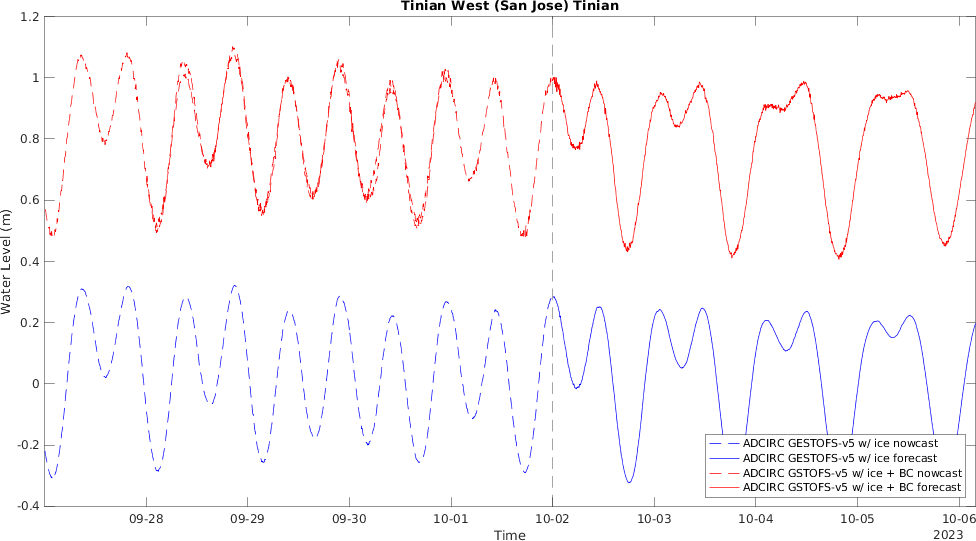 Tinian West (San Jose) Tinian
1.2
1
0.8
0.6
0.4
0.2
0
-0.2
-0.4
Water Level (m)
ADCIRC GESTOFS-v5 w/ ice nowcast
ADCIRC GESTOFS-v5 w/ ice forecast
ADCIRC GSTOFS-v5 w/ ice + BC nowcast
ADCIRC GSTOFS-v5 w/ ice + BC forecast
09-28 09-29 09-30 10-01 10-02 10-03 10-04 10-05 10-06
Time
2023